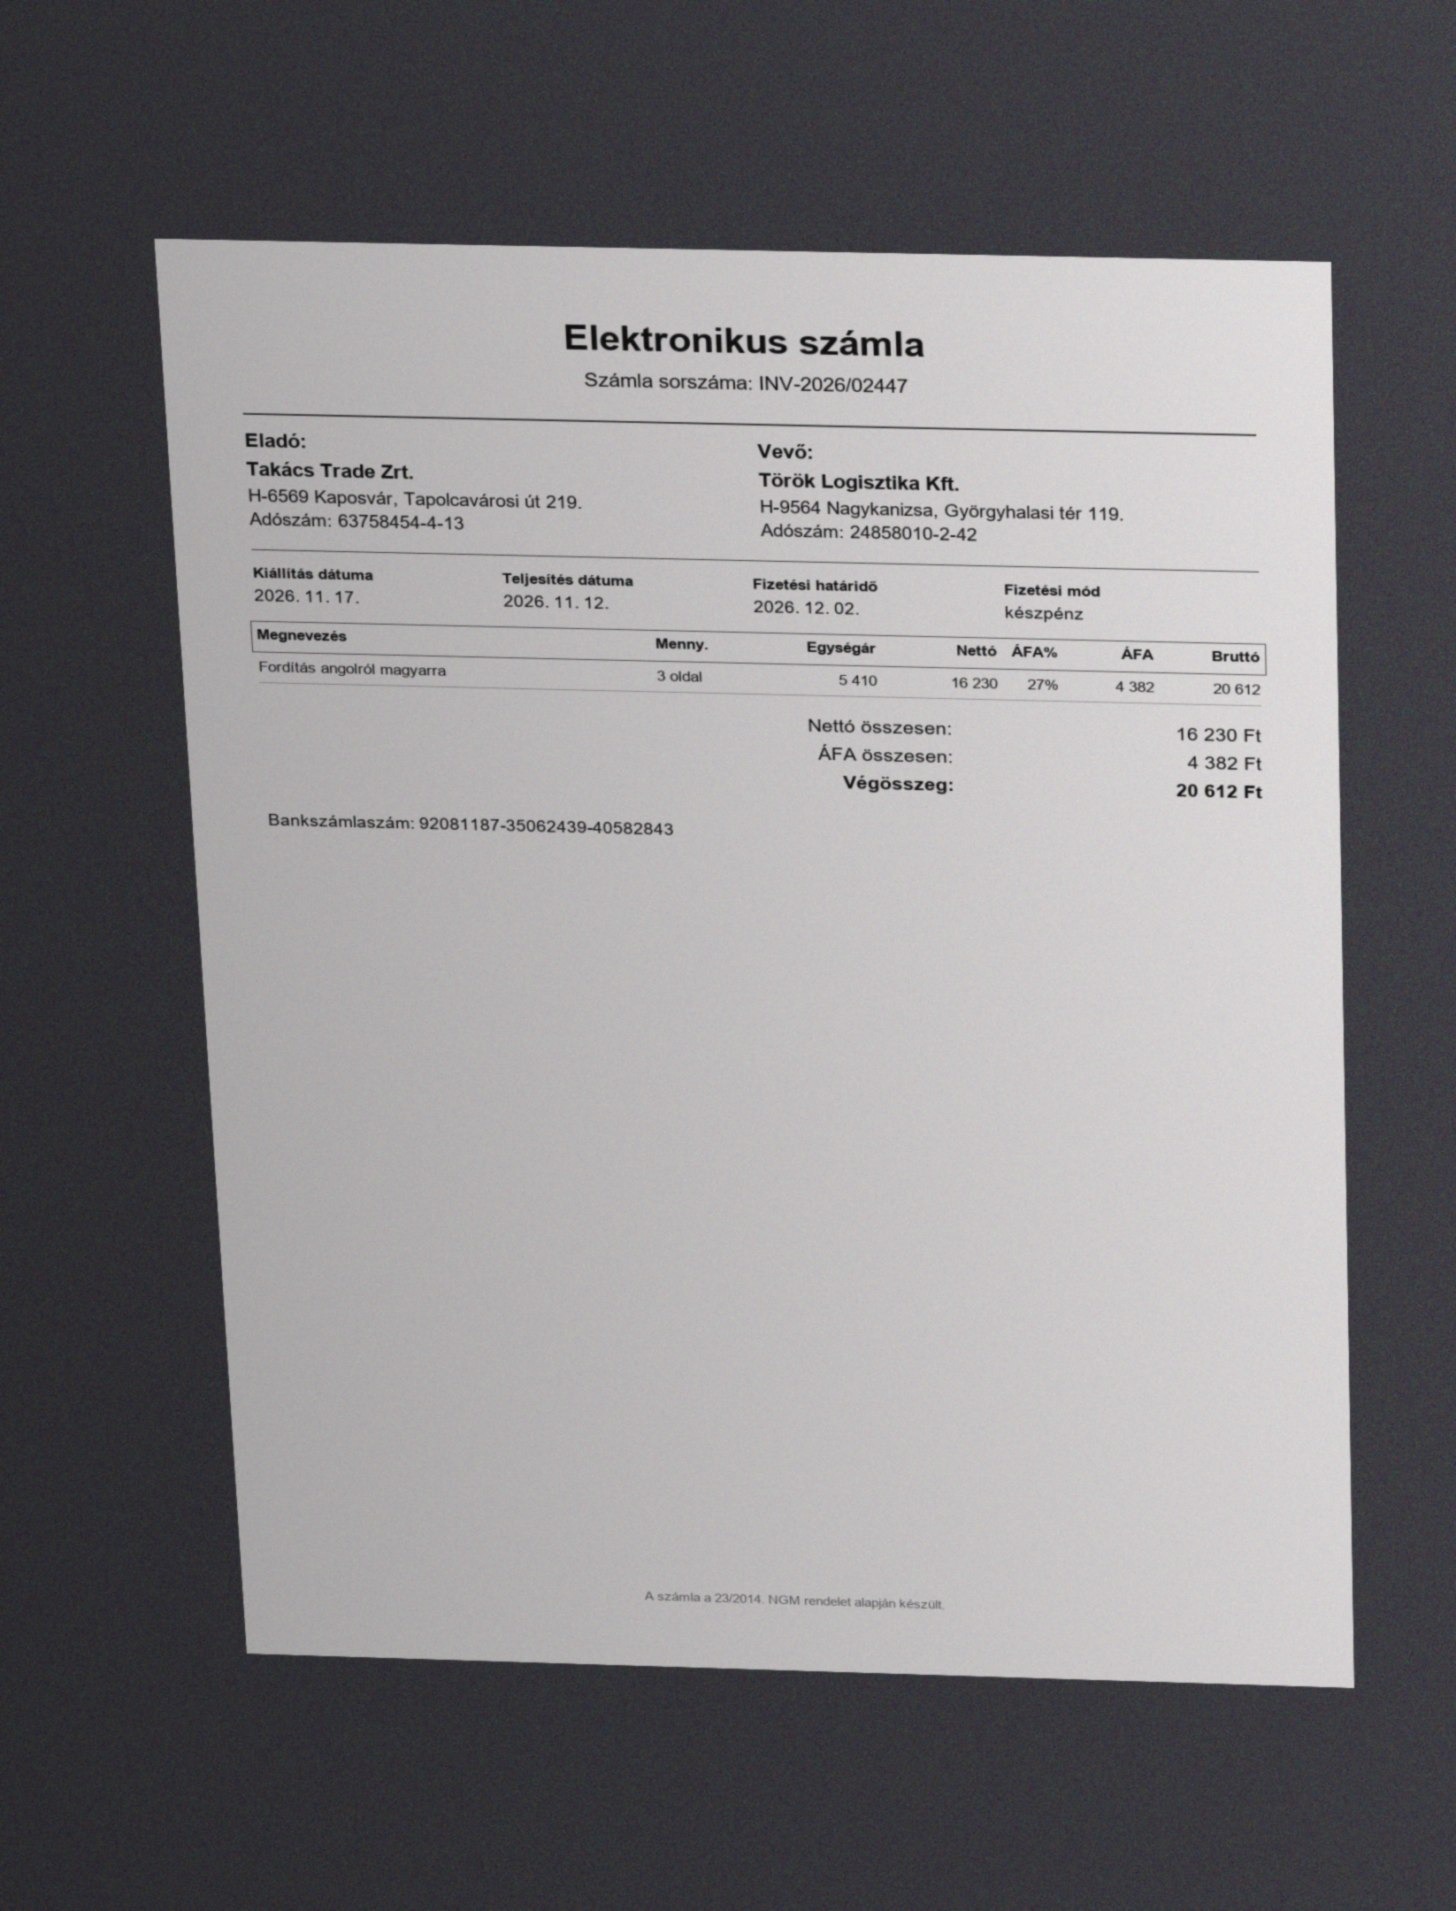 Elektronikus számla
Számla sorszáma: INV-2026/02447
Eladó:
Takács Trade Zrt.
H-6569 Kaposvár, Tapolcavárosi út 219.
Adószám: 63758454-4-13
Vevő:
Török Logisztika Kft.
H-9564 Nagykanizsa, Györgyhalasi tér 119.
Adószám: 24858010-2-42
Kiállítás dátuma Teljesítés dátuma Fizetési határidő Fizetési mód
2026. 11. 17. 2026. 11. 12. 2026. 12. 02. készpénz
Megnevezés Menny. Egységár Nettó ÁFA% ÁFA Bruttó
Fordítás angolról magyarra 3 oldal 5 410 16 230 27% 4 382 20 612
Nettó összesen: 16 230 Ft
ÁFA összesen: 4 382 Ft
Végösszeg: 20 612 Ft
Bankszámlaszám: 92081187-35062439-40582843
A számla a 23/2014. NGM rendelet alapján készült.